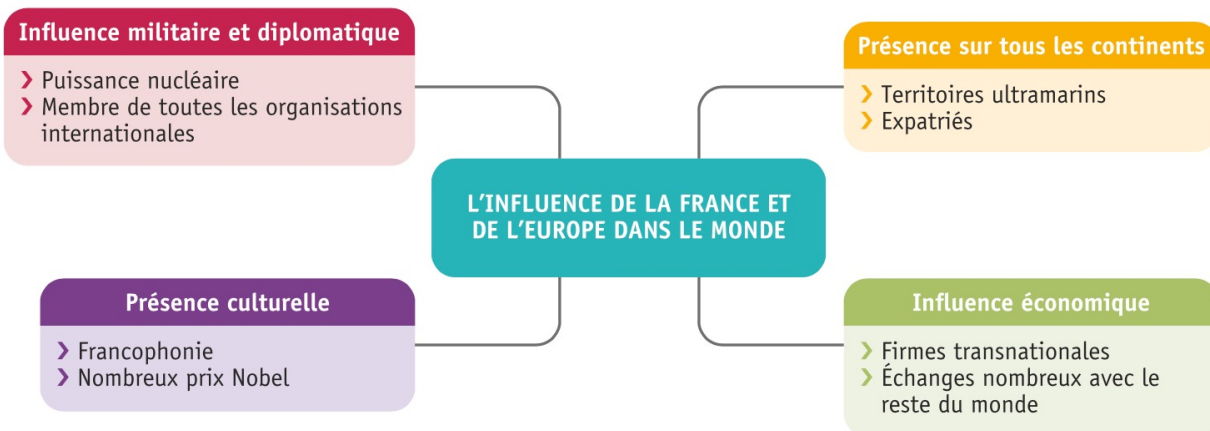 Influence militaire et diplomatique
❯ Puissance nucléaire
❯ Membre de toutes les organisations
internationales
Présence sur tous les continents
❯ Territoires ultramarins
❯ Expatriés
L'INFLUENCE DE LA FRANCE ET
DE L'EUROPE DANS LE MONDE
Présence culturelle
❯ Francophonie
❯ Nombreux prix Nobel
Influence économique
❯ Firmes transnationales
❯ Échanges nombreux avec le
reste du monde